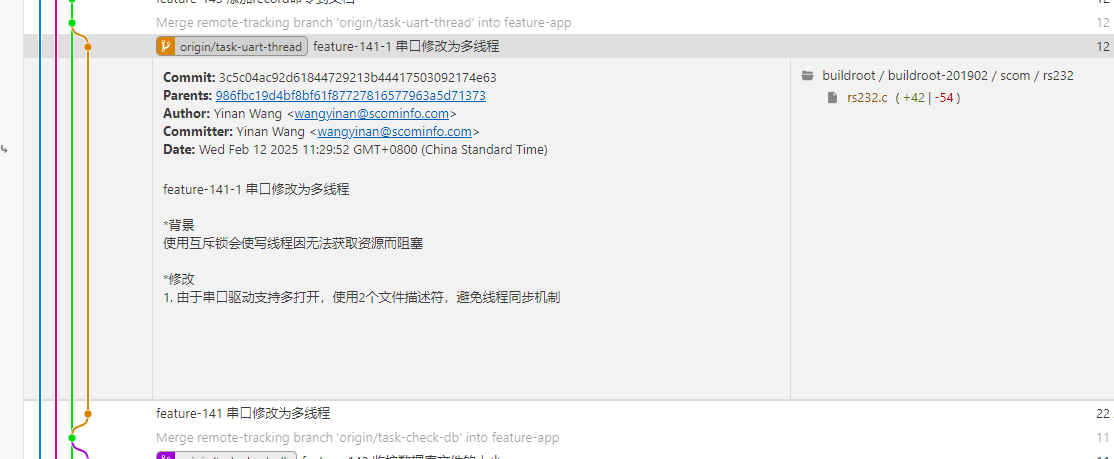 Merge remote-tracking branch 'origin/task-uart-thread' into feature-app 12
origin/task-uart-thread feature-141-1 串口修改为多线程 12
Commit: 3c5c04ac92d61844729213b44417503092174e63
Parents: 986fbc19d4bf8bf61f87727816577963a5d71373
Author: Yinan Wang <wangyinan@scominfo.com>
Committer: Yinan Wang <wangyinan@scominfo.com>
Date: Wed Feb 12 2025 11:29:52 GMT+0800 (China Standard Time)
feature-141-1 串口修改为多线程
*背景
使用互斥锁会使写线程因无法获取资源而阻塞
*修改
1. 由于串口驱动支持多打开，使用2个文件描述符，避免线程同步机制
buildroot / buildroot-201902 / scom / rs232
rs232.c ( +42 | -54 )
feature-141 串口修改为多线程 22
Merge remote-tracking branch 'origin/task-check-db' into feature-app 11